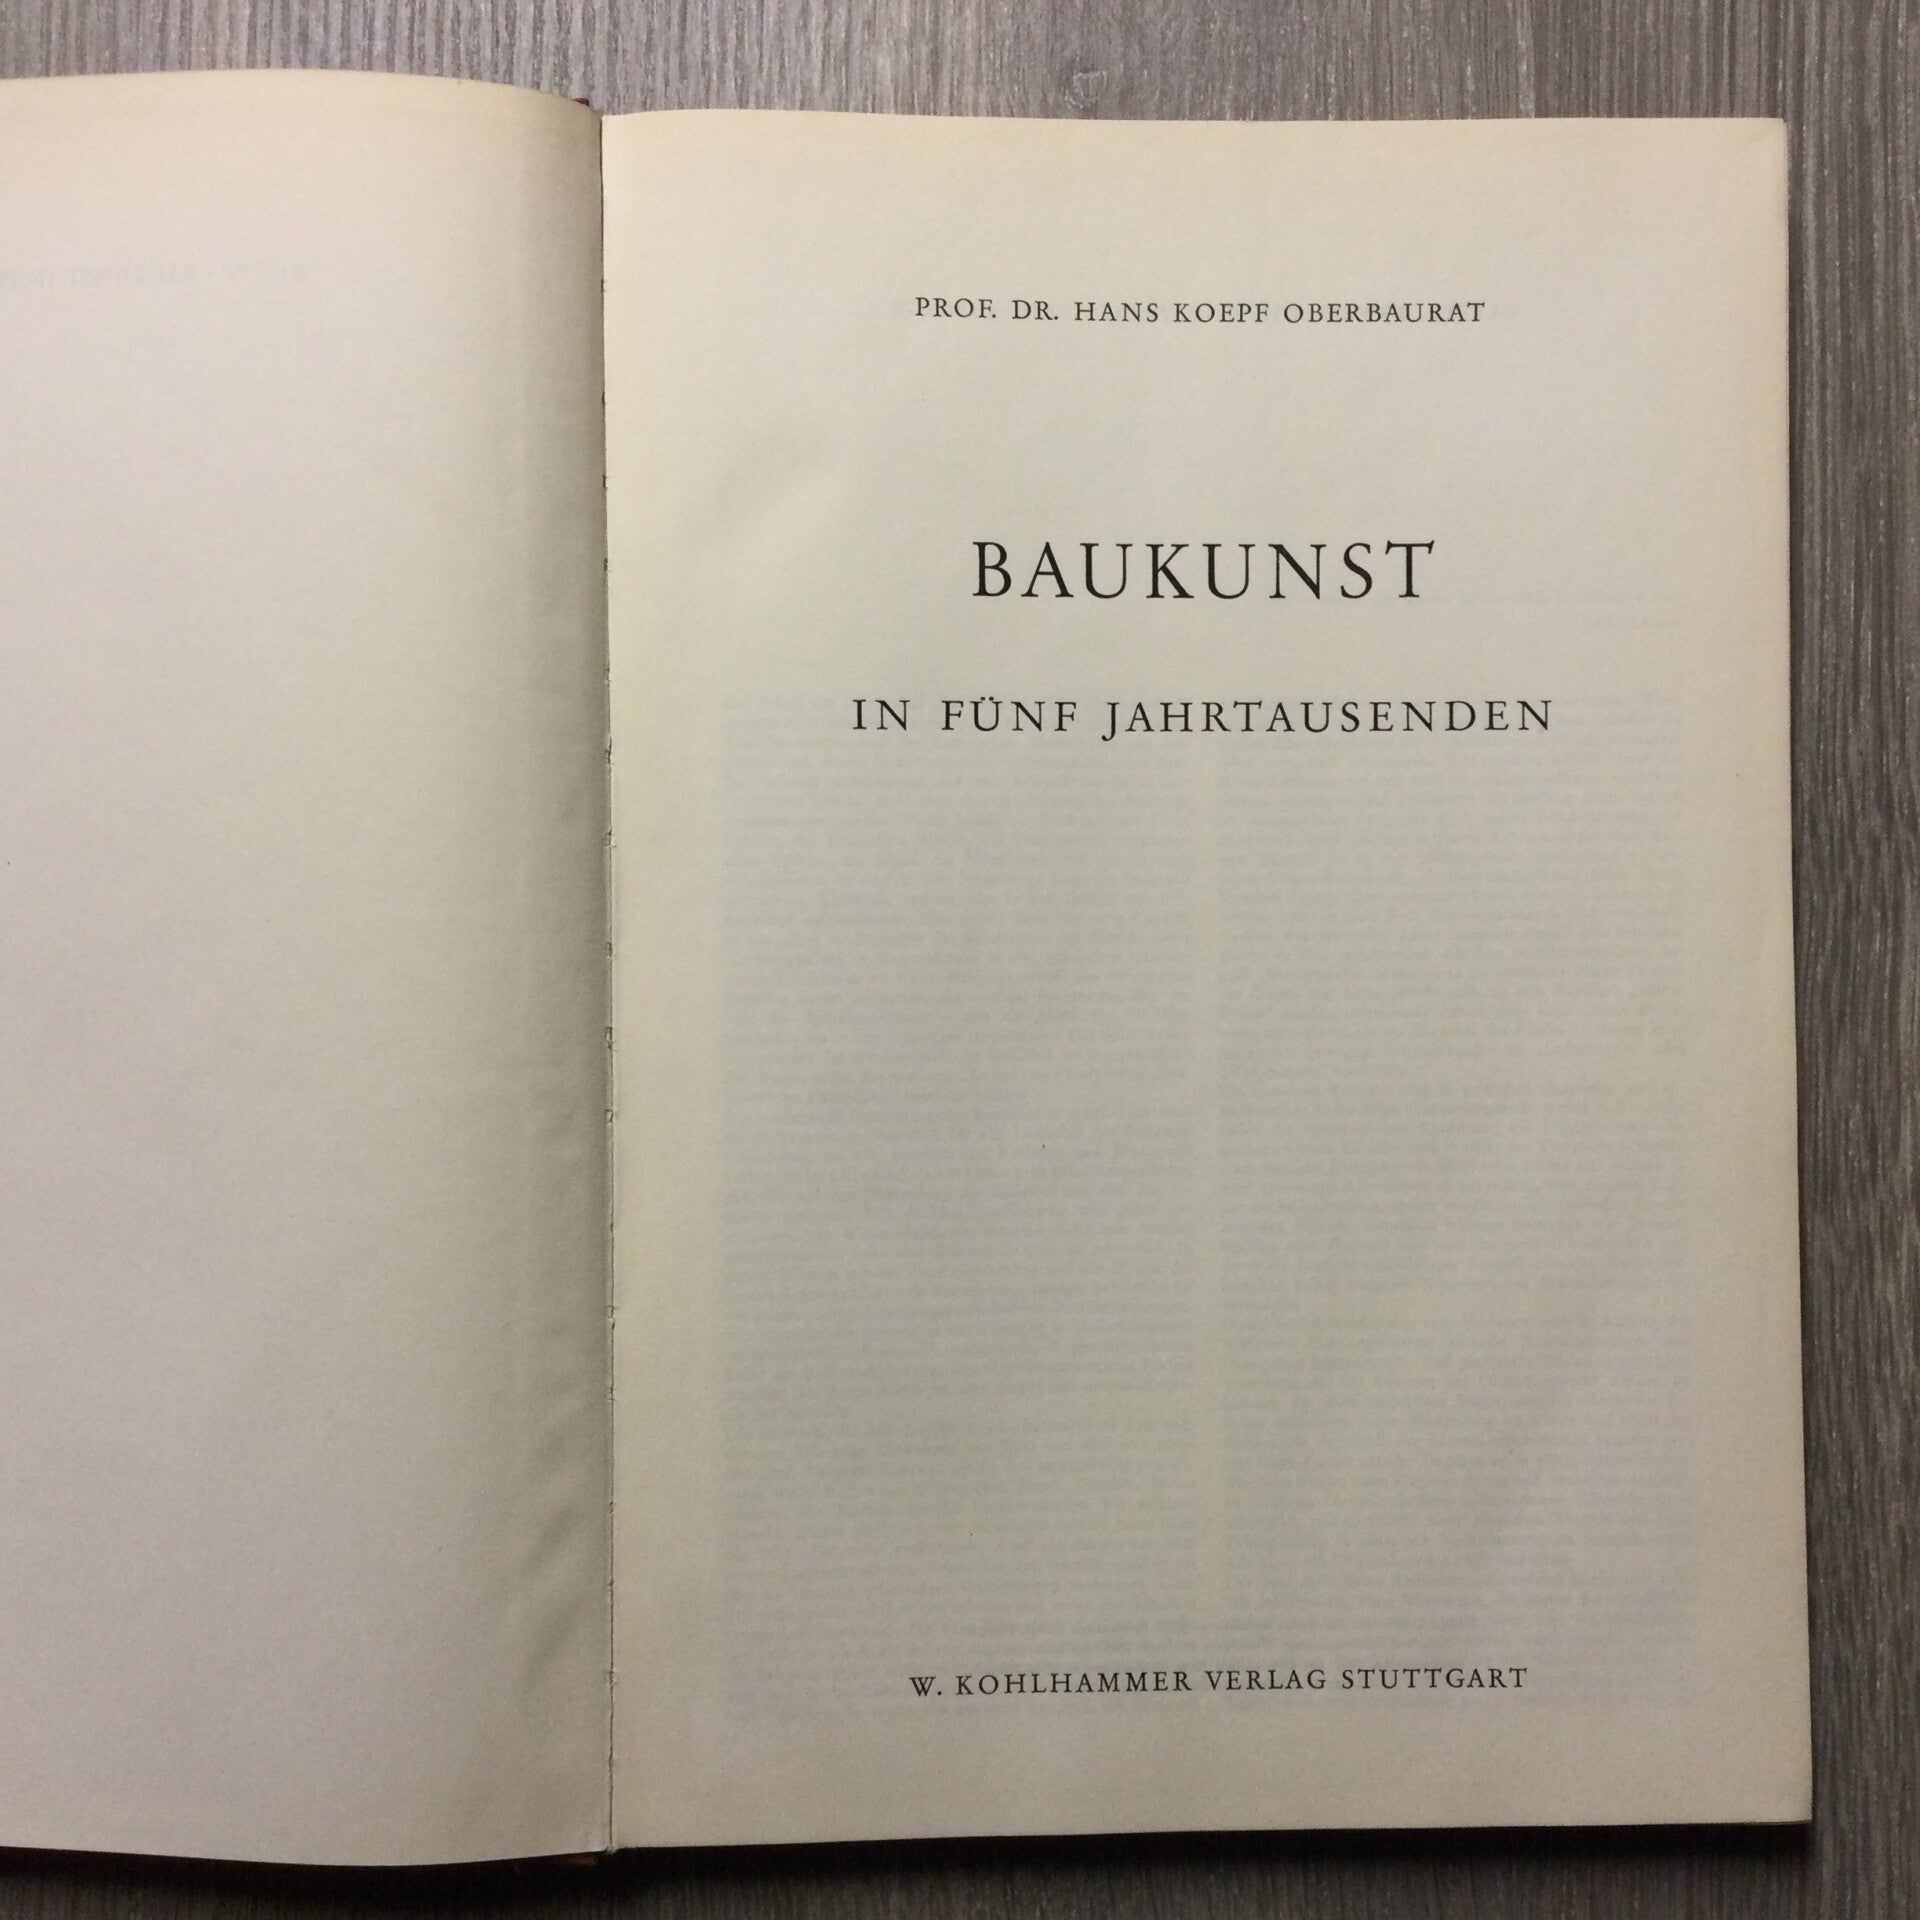 PROF. DR. HANS KOEPF OBERBAURAT
BAUKUNST
IN FÜNF JAHRTAUSENDEN
W. KOHLHAMMER VERLAG STUTTGART